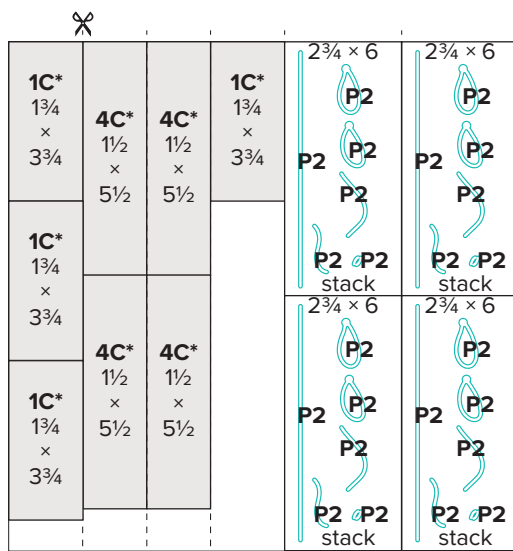 1C*
1¾
×
3¾
1C*
1¾
×
3¾
1C*
1¾
×
3¾
4C*
1½
×
5½
4C*
1½
×
5½
4C*
1½
×
5½
4C*
1½
×
5½
1C*
1¾
×
3¾
2¾ × 6
P2
P2
P2
P2
P2 P2
stack
2¾ × 6
P2
P2
P2
P2
P2 P2
stack
2¾ × 6
P2
P2
P2
P2
P2 P2
stack
2¾ × 6
P2
P2
P2
P2
P2 P2
stack